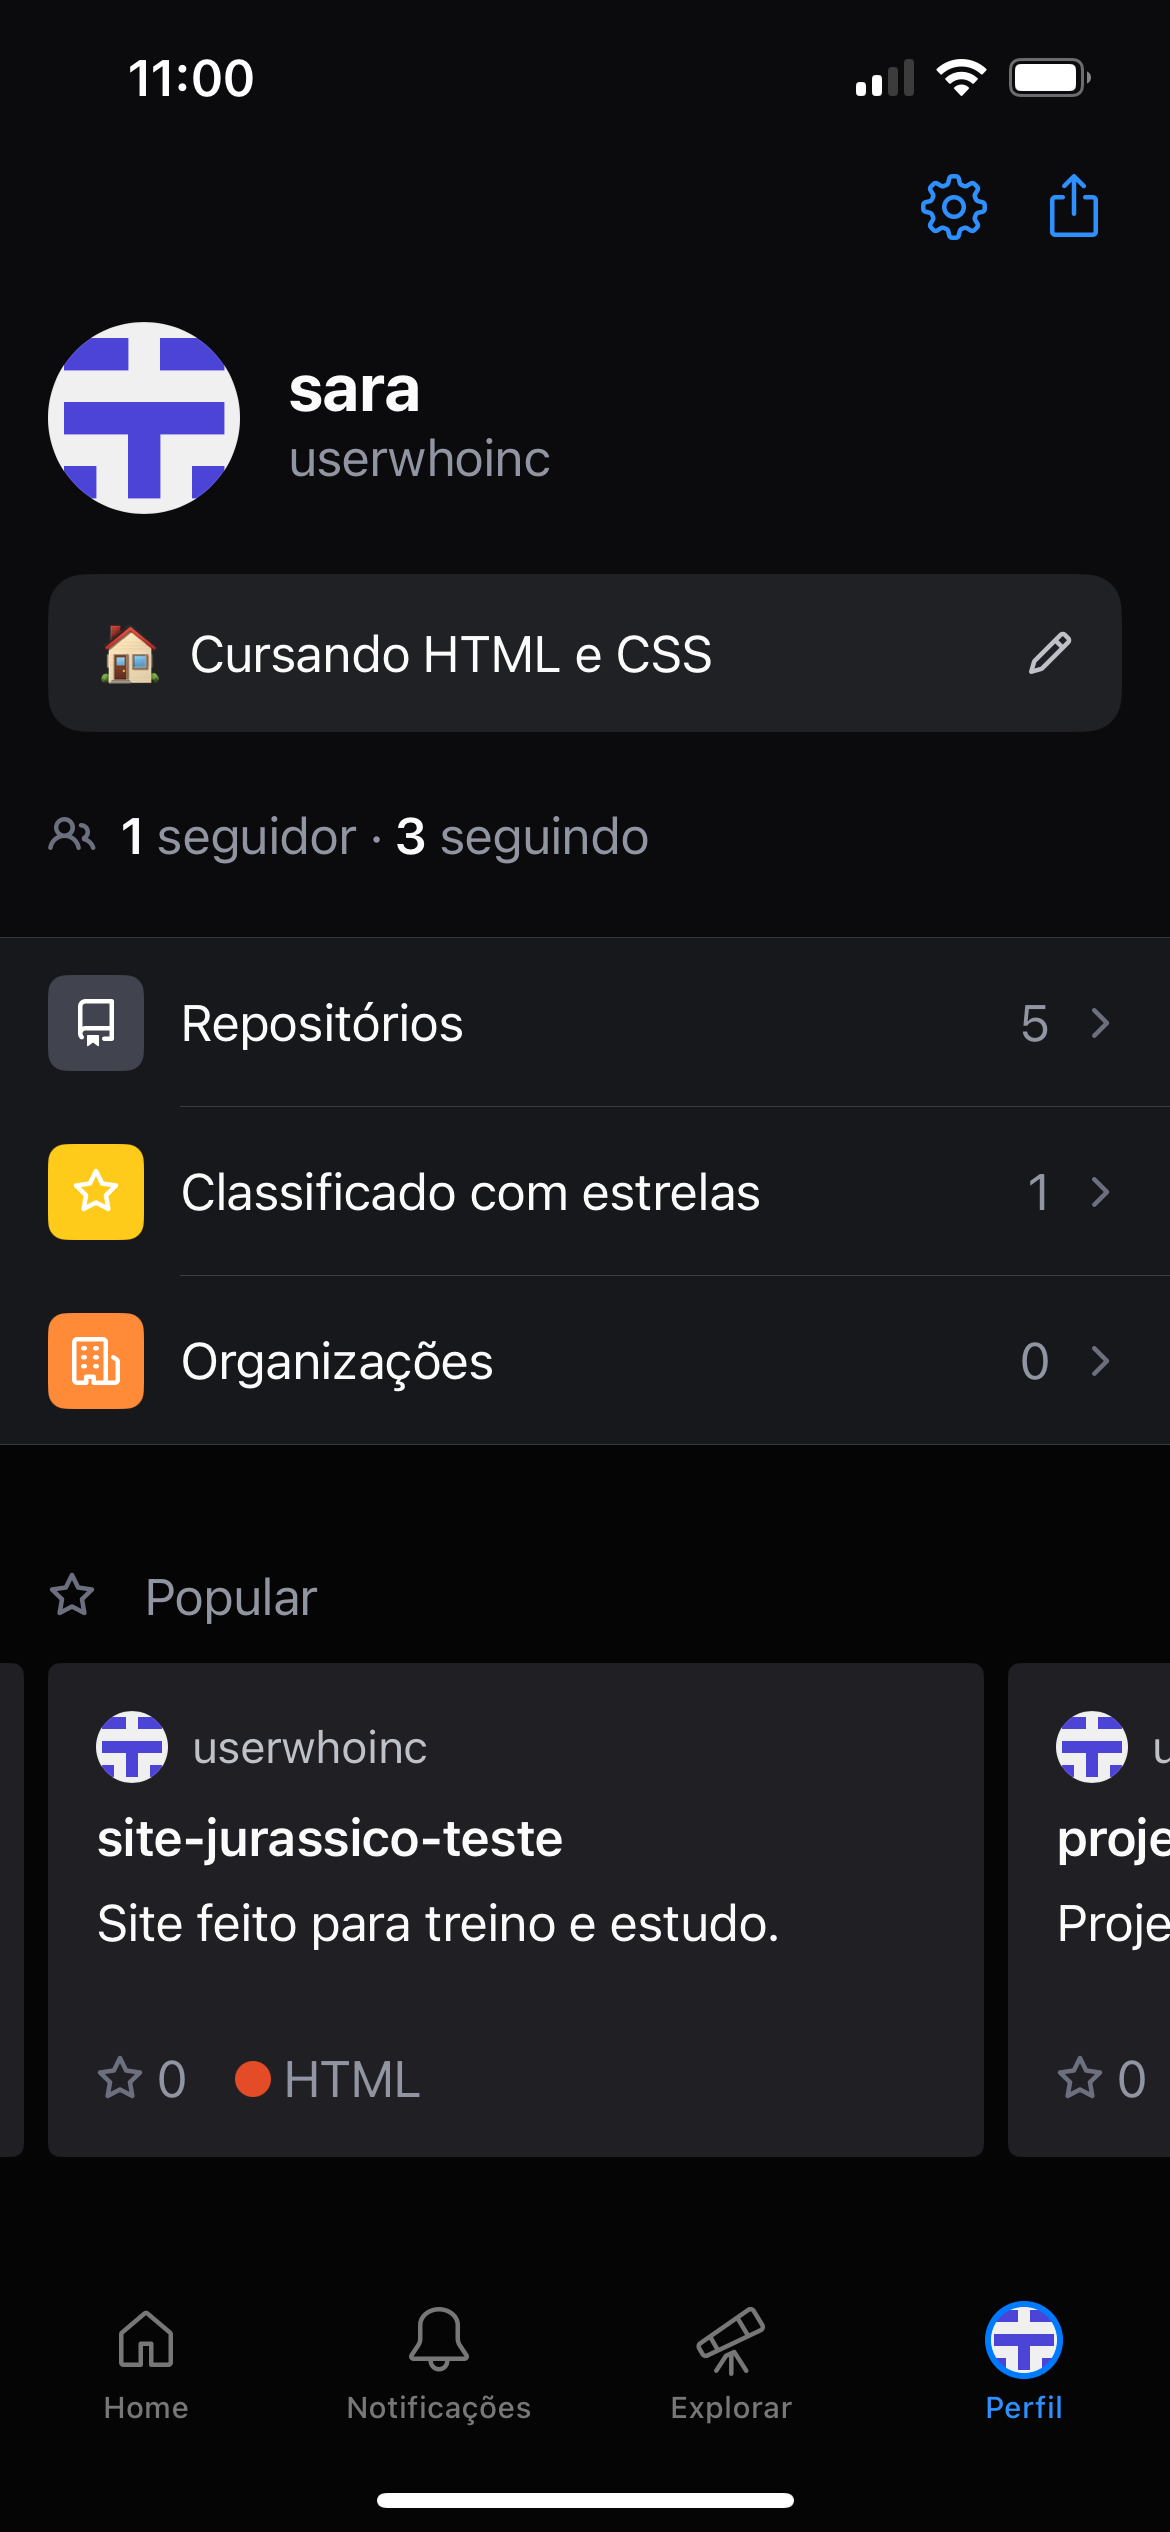 11:00
sara
userwhoinc
Cursando HTML e CSS
1 seguidor · 3 seguindo
Repositórios 5
Classificado com estrelas 1
Organizações 0
Popular
userwhoinc
site-jurassico-teste
Site feito para treino e estudo.
0 HTML
u
proje
Proje
0
Home
Notificações
Explorar
Perfil